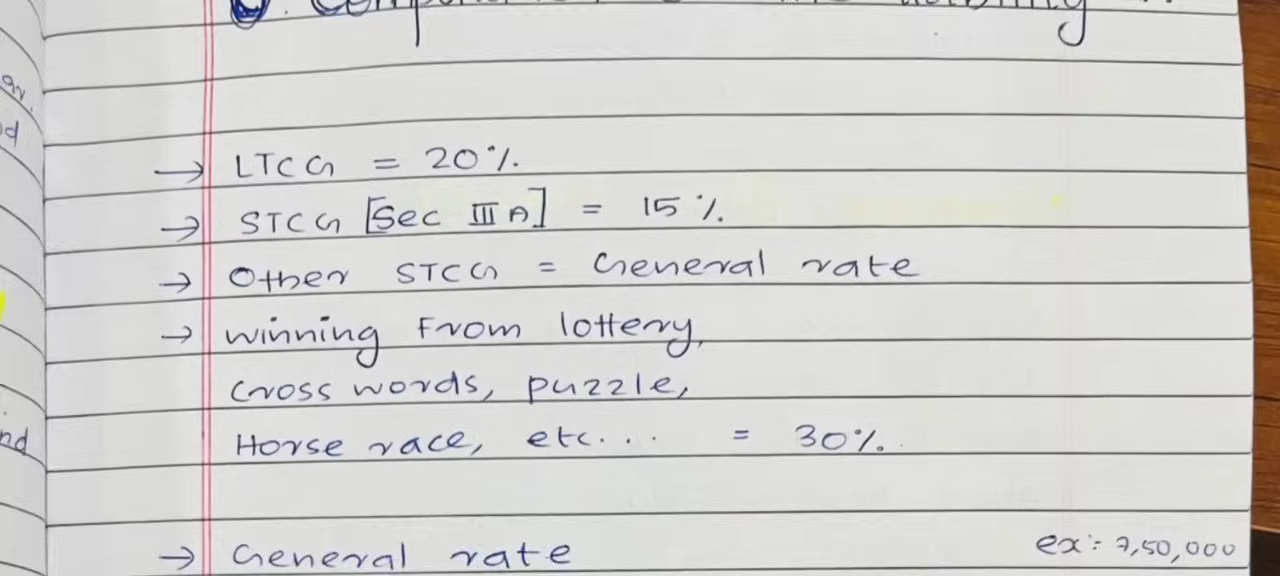 → LTCG = 20%.
→ STCG [Sec III A] = 15%.
→ Other STCG = General rate
→ winning From lottery,
cross words, puzzle,
Horse race, etc... = 30%.
→ General rate ex: 7,50,000